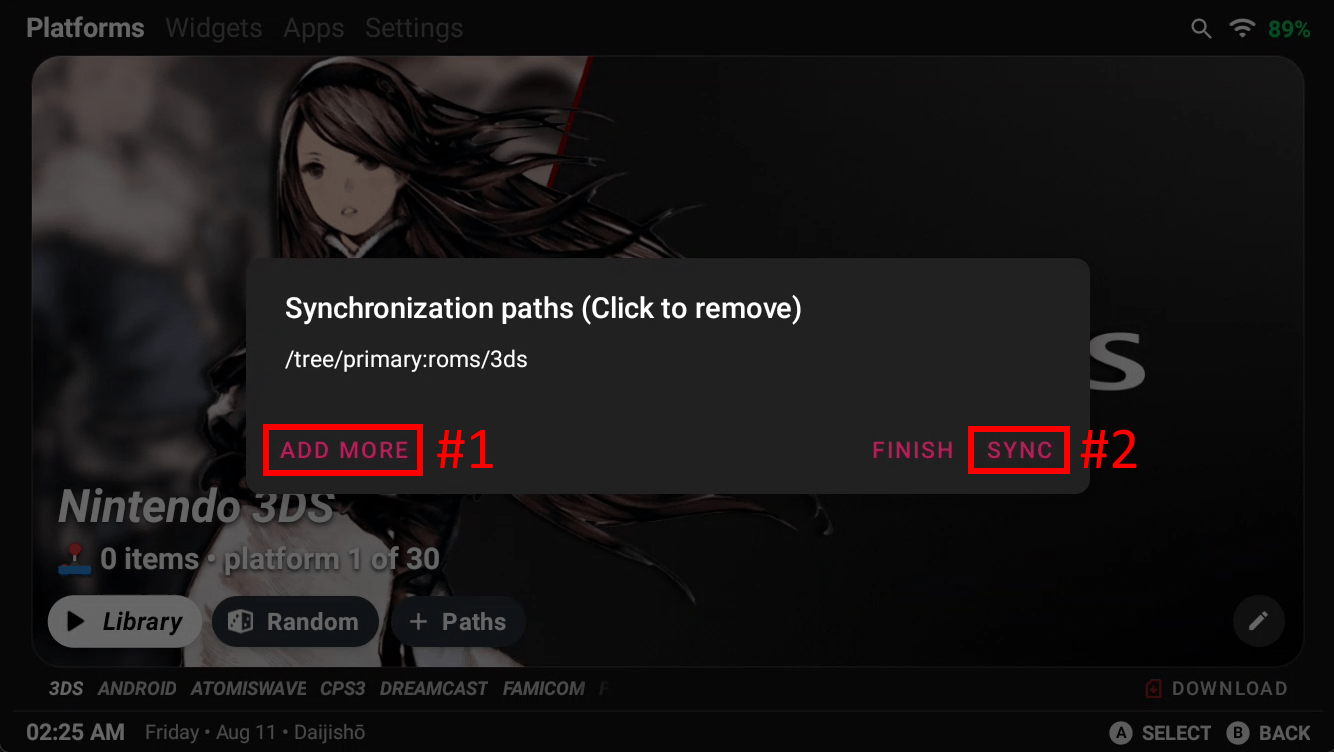 Platforms Widgets Apps Settings 89%
S
Synchronization paths (Click to remove)
/tree/primary:roms/3ds
ADD MORE #1 FINISH SYNC #2
Nintendo 3DS
0 items • platform 1 of 30
Library Random + Paths
3DS ANDROID ATOMISWAVE CPS3 DREAMCAST FAMICOM F DOWNLOAD
02:25 AM Friday • Aug 11 • Daijishō A SELECT B BACK